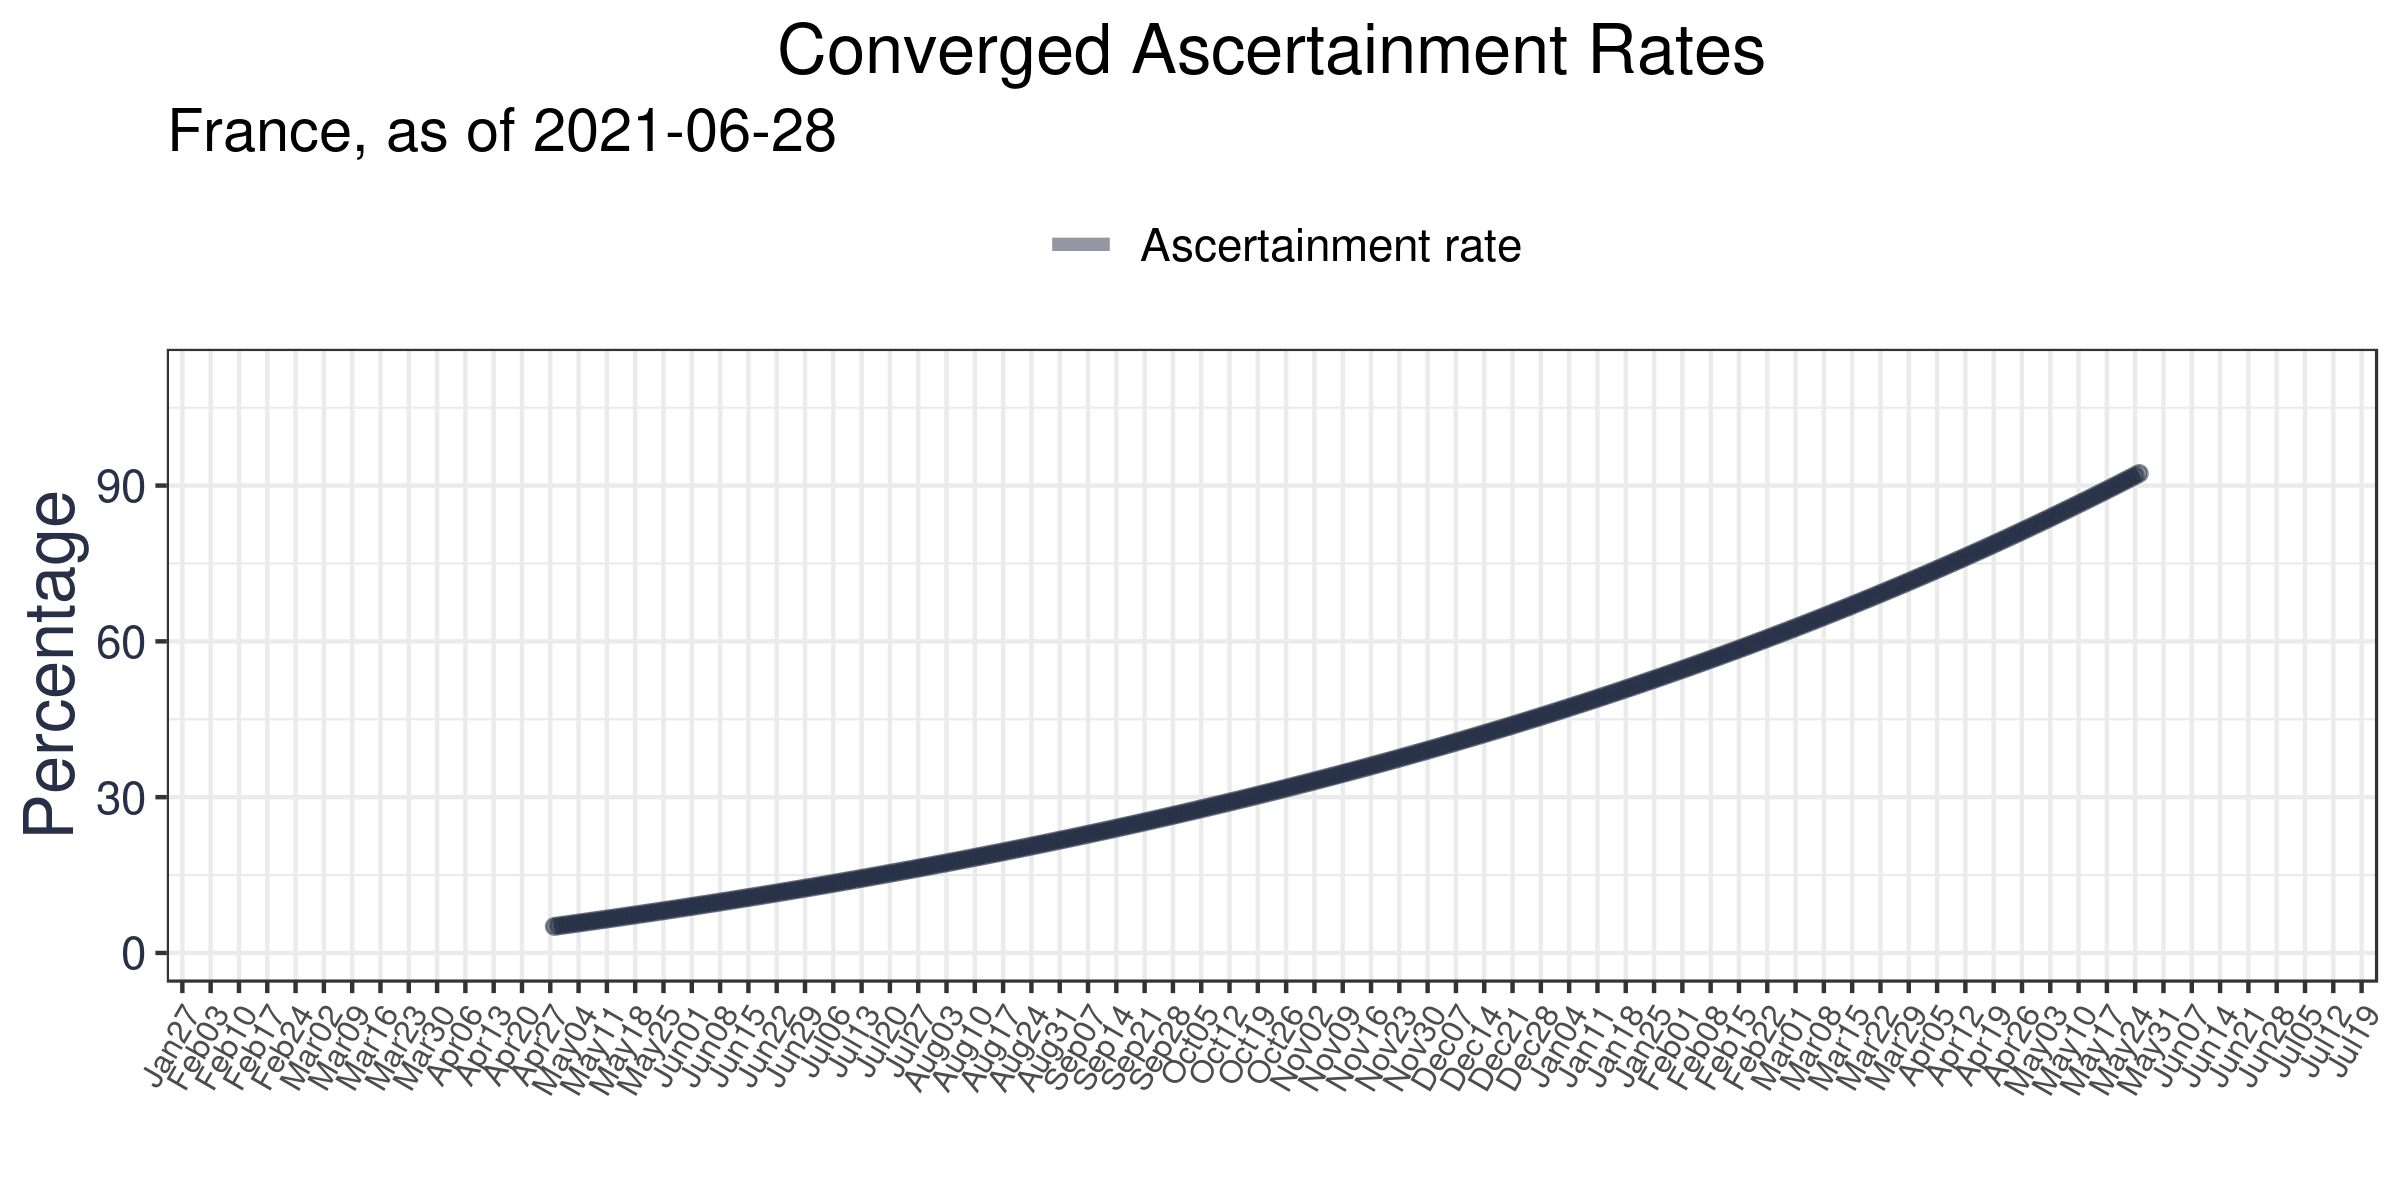 Converged Ascertainment Rates
France, as of 2021-06-28
Ascertainment rate
Percentage
90
60
30
0
Jan27
Feb03
Feb10
Feb17
Feb24
Mar02
Mar09
Mar16
Mar23
Mar30
Apr06
Apr13
Apr20
Apr27
May04
May11
May18
May25
Jun01
Jun08
Jun15
Jun22
Jun29
Jul06
Jul13
Jul20
Jul27
Aug03
Aug10
Aug17
Aug24
Aug31
Sep07
Sep14
Sep21
Sep28
Oct05
Oct12
Oct19
Oct26
Nov02
Nov09
Nov16
Nov23
Nov30
Dec07
Dec14
Dec21
Dec28
Jan04
Jan11
Jan18
Jan25
Feb01
Feb08
Feb15
Feb22
Mar01
Mar08
Mar15
Mar22
Mar29
Apr05
Apr12
Apr19
Apr26
May03
May10
May17
May24
May31
Jun07
Jun14
Jun21
Jun28
Jul05
Jul12
Jul19